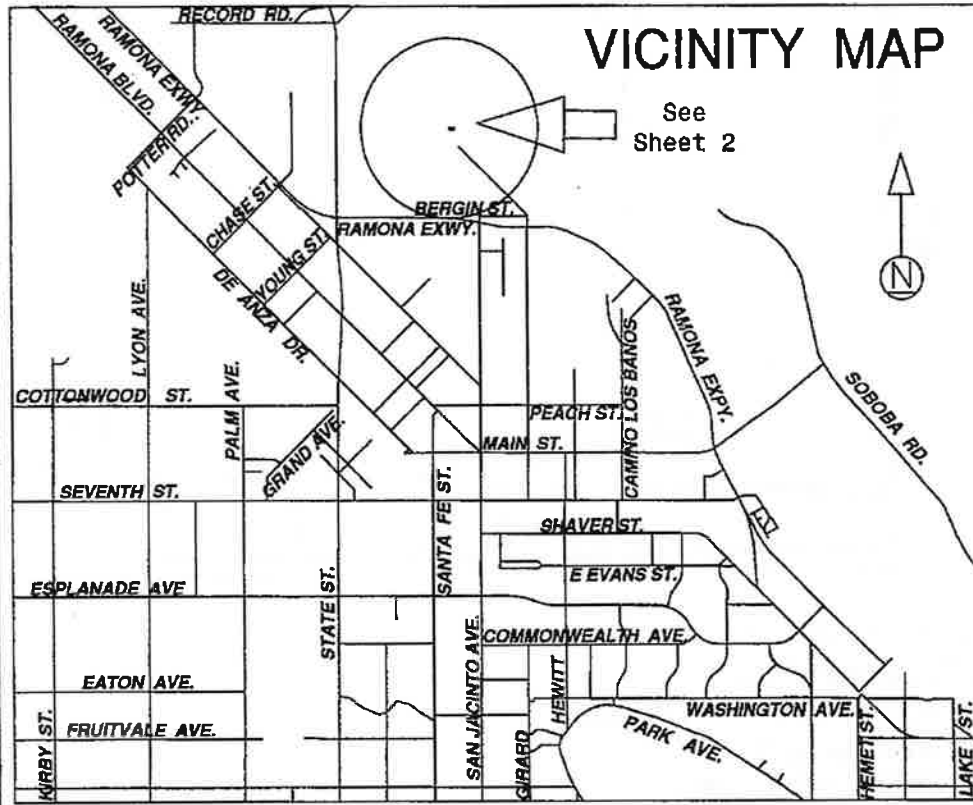 RECORD RD.
VICINITY MAP
RAMONA EXWY.
RAMONA BLVD.
See
Sheet 2
POTTER RD.
CHASE ST.
BERGIN ST.
RAMONA EXWY.
YOUNG ST.
N
DE ANZA DR.
LYON AVE.
RAMONA EXPY.
CAMINO LOS BANOS
SOBOBA RD.
COTTONWOOD ST.
PALM AVE.
PEACH ST.
GRAND AVE.
MAIN ST.
SEVENTH ST.
SANTA FE ST.
SHAVER ST.
E EVANS ST.
ESPLANADE AVE
STATE ST.
SAN JACINTO AVE.
COMMONWEALTH AVE.
HEWITT
EATON AVE.
WASHINGTON AVE.
KIRBY ST.
FRUITVALE AVE.
GIRARD
PARK AVE.
HEMET ST.
LAKE ST.